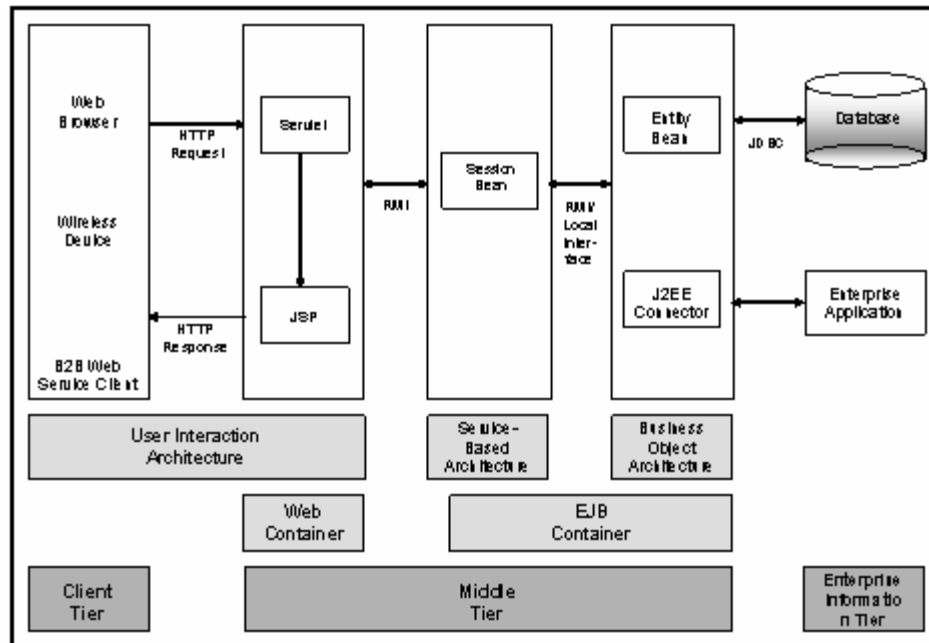 Web
Browser
Wireless
Device
B2B Web
Service Client
HTTP
Request
HTTP
Response
Servlet
JSP
RMI
Session
Bean
RMI/
Local
Inter-
face
Entity
Bean
J2EE
Connector
JDBC
Database
Enterprise
Application
User Interaction
Architecture
Service-
Based
Architecture
Business
Object
Architecture
Web
Container
EJB
Container
Client
Tier
Middle
Tier
Enterprise
Informatio
n Tier